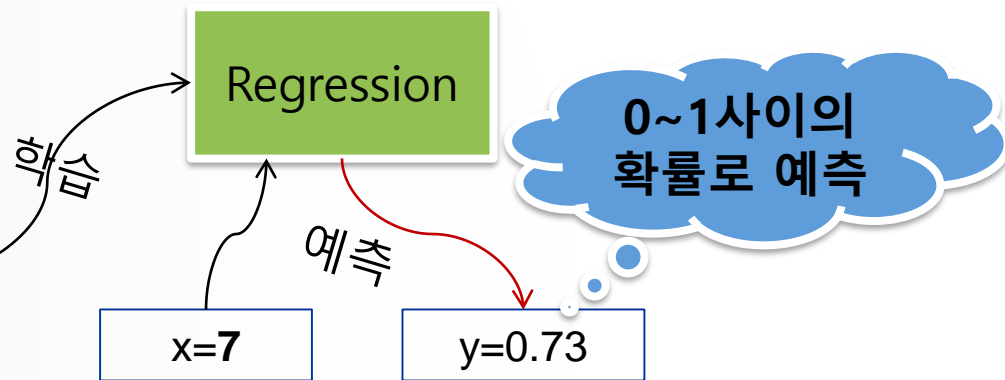 Regression
0~1사이의
확률로 예측
학습
예측
x=7
y=0.73